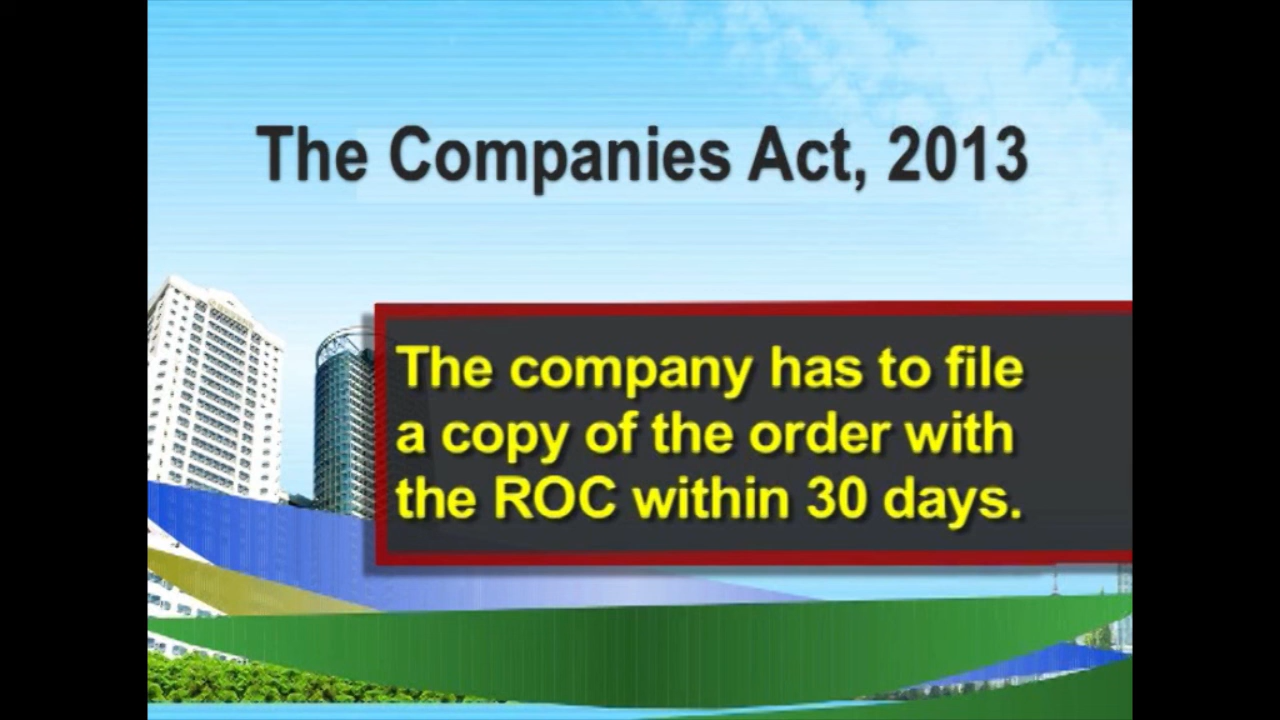 The Companies Act, 2013
The company has to file
a copy of the order with
the ROC within 30 days.